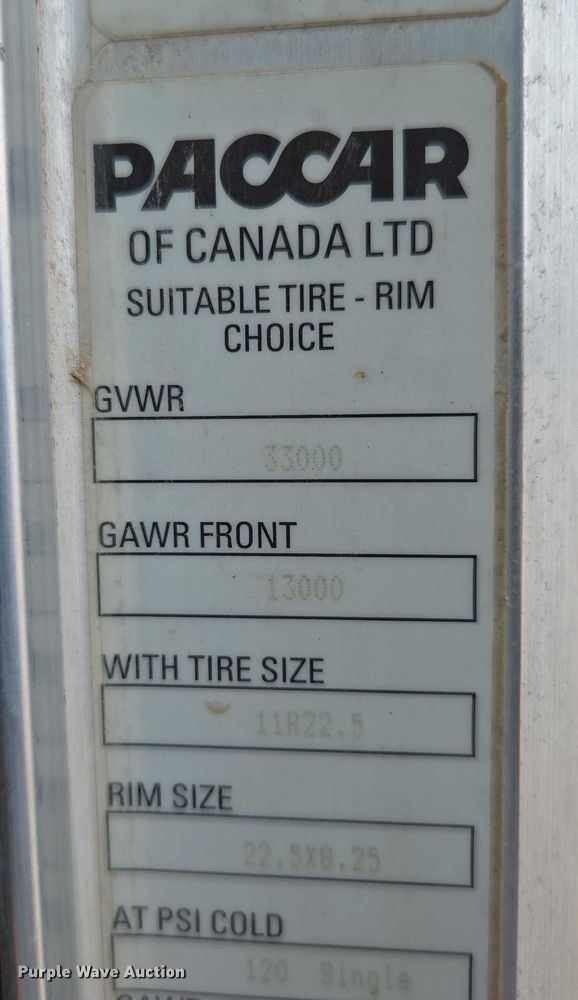 PACCAR
OF CANADA LTD
SUITABLE TIRE - RIM
CHOICE
GVWR
33000
GAWR FRONT
13000
WITH TIRE SIZE
11R22.5
RIM SIZE
22.5X8.25
AT PSI COLD
120 Single
GAWR
Purple Wave Auction